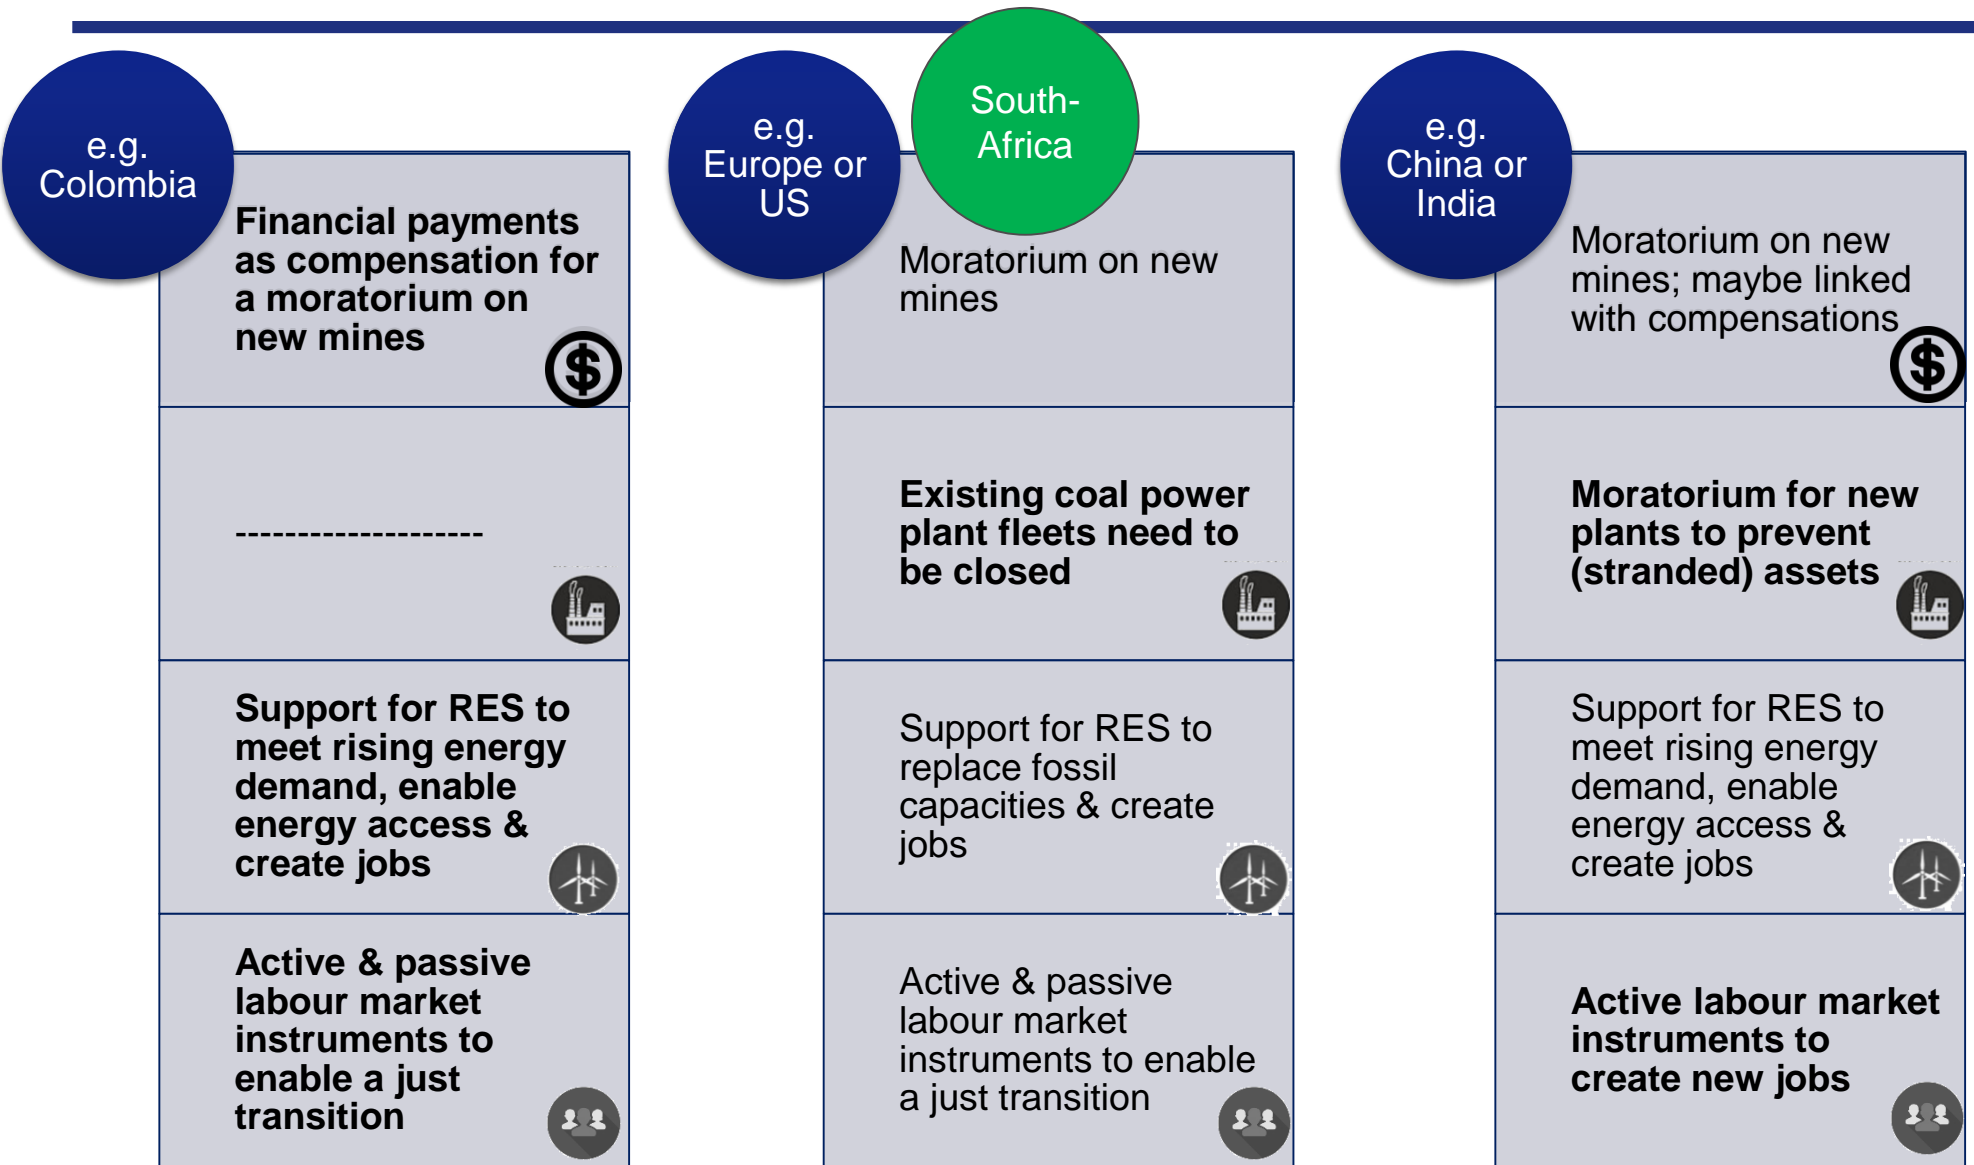 e.g.
Colombia
Financial payments
as compensation for
a moratorium on
new mines
$
--------------------
Support for RES to
meet rising energy
demand, enable
energy access &
create jobs
Active & passive
labour market
instruments to
enable a just
transition
e.g.
Europe or
US
South-
Africa
Moratorium on new
mines
Existing coal power
plant fleets need to
be closed
Support for RES to
replace fossil
capacities & create
jobs
Active & passive
labour market
instruments to enable
a just transition
e.g.
China or
India
Moratorium on new
mines; maybe linked
with compensations
$
Moratorium for new
plants to prevent
(stranded) assets
Support for RES to
meet rising energy
demand, enable
energy access &
create jobs
Active labour market
instruments to
create new jobs